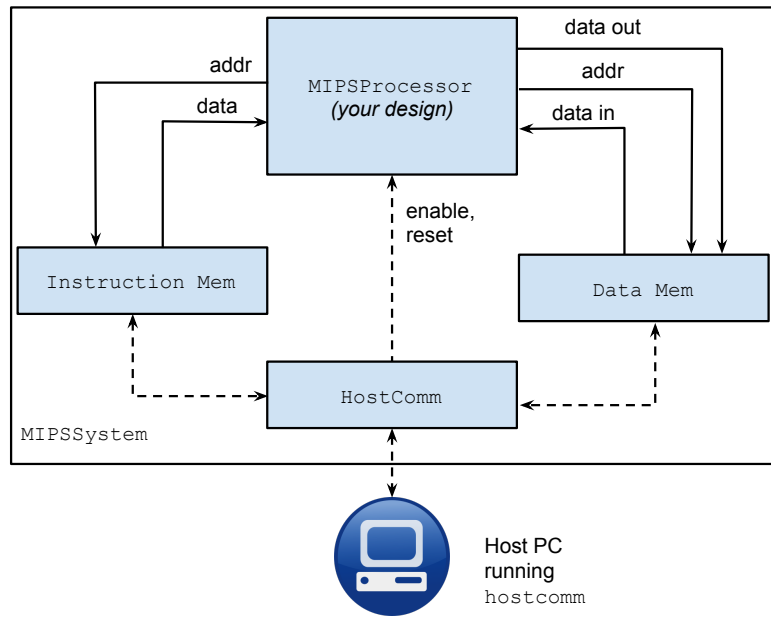 data out
addr
MIPSProcessor
(your design)
addr
data
data in
enable,
reset
Instruction Mem
Data Mem
HostComm
MIPSSystem
Host PC
running
hostcomm